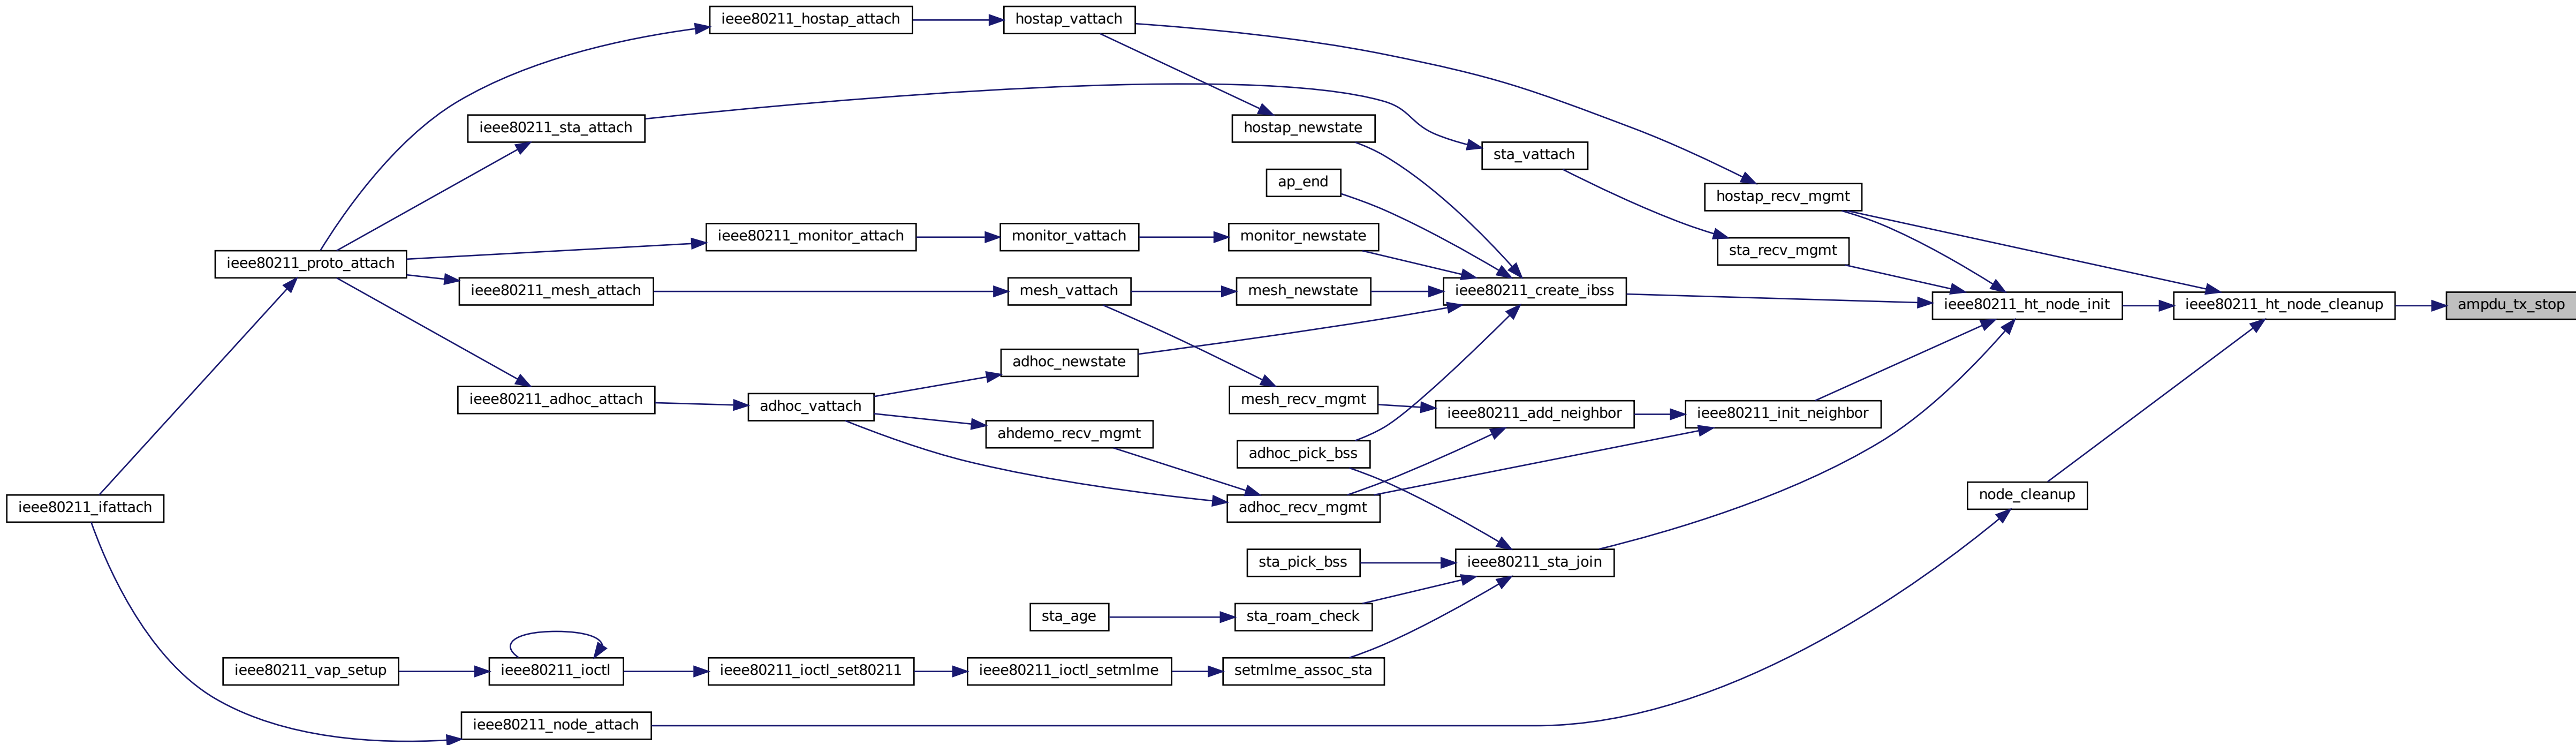 ieee80211_hostap_attach
hostap_vattach
ieee80211_sta_attach
hostap_newstate
sta_vattach
ap_end
hostap_recv_mgmt
ieee80211_monitor_attach
monitor_vattach
monitor_newstate
sta_recv_mgmt
ieee80211_proto_attach
ieee80211_mesh_attach
mesh_vattach
mesh_newstate
ieee80211_create_ibss
ieee80211_ht_node_init
ieee80211_ht_node_cleanup
ampdu_tx_stop
adhoc_newstate
ieee80211_adhoc_attach
adhoc_vattach
mesh_recv_mgmt
ieee80211_add_neighbor
ieee80211_init_neighbor
ahdemo_recv_mgmt
adhoc_pick_bss
node_cleanup
ieee80211_ifattach
adhoc_recv_mgmt
sta_pick_bss
ieee80211_sta_join
sta_age
sta_roam_check
ieee80211_vap_setup
ieee80211_ioctl
ieee80211_ioctl_set80211
ieee80211_ioctl_setmlme
setmlme_assoc_sta
ieee80211_node_attach